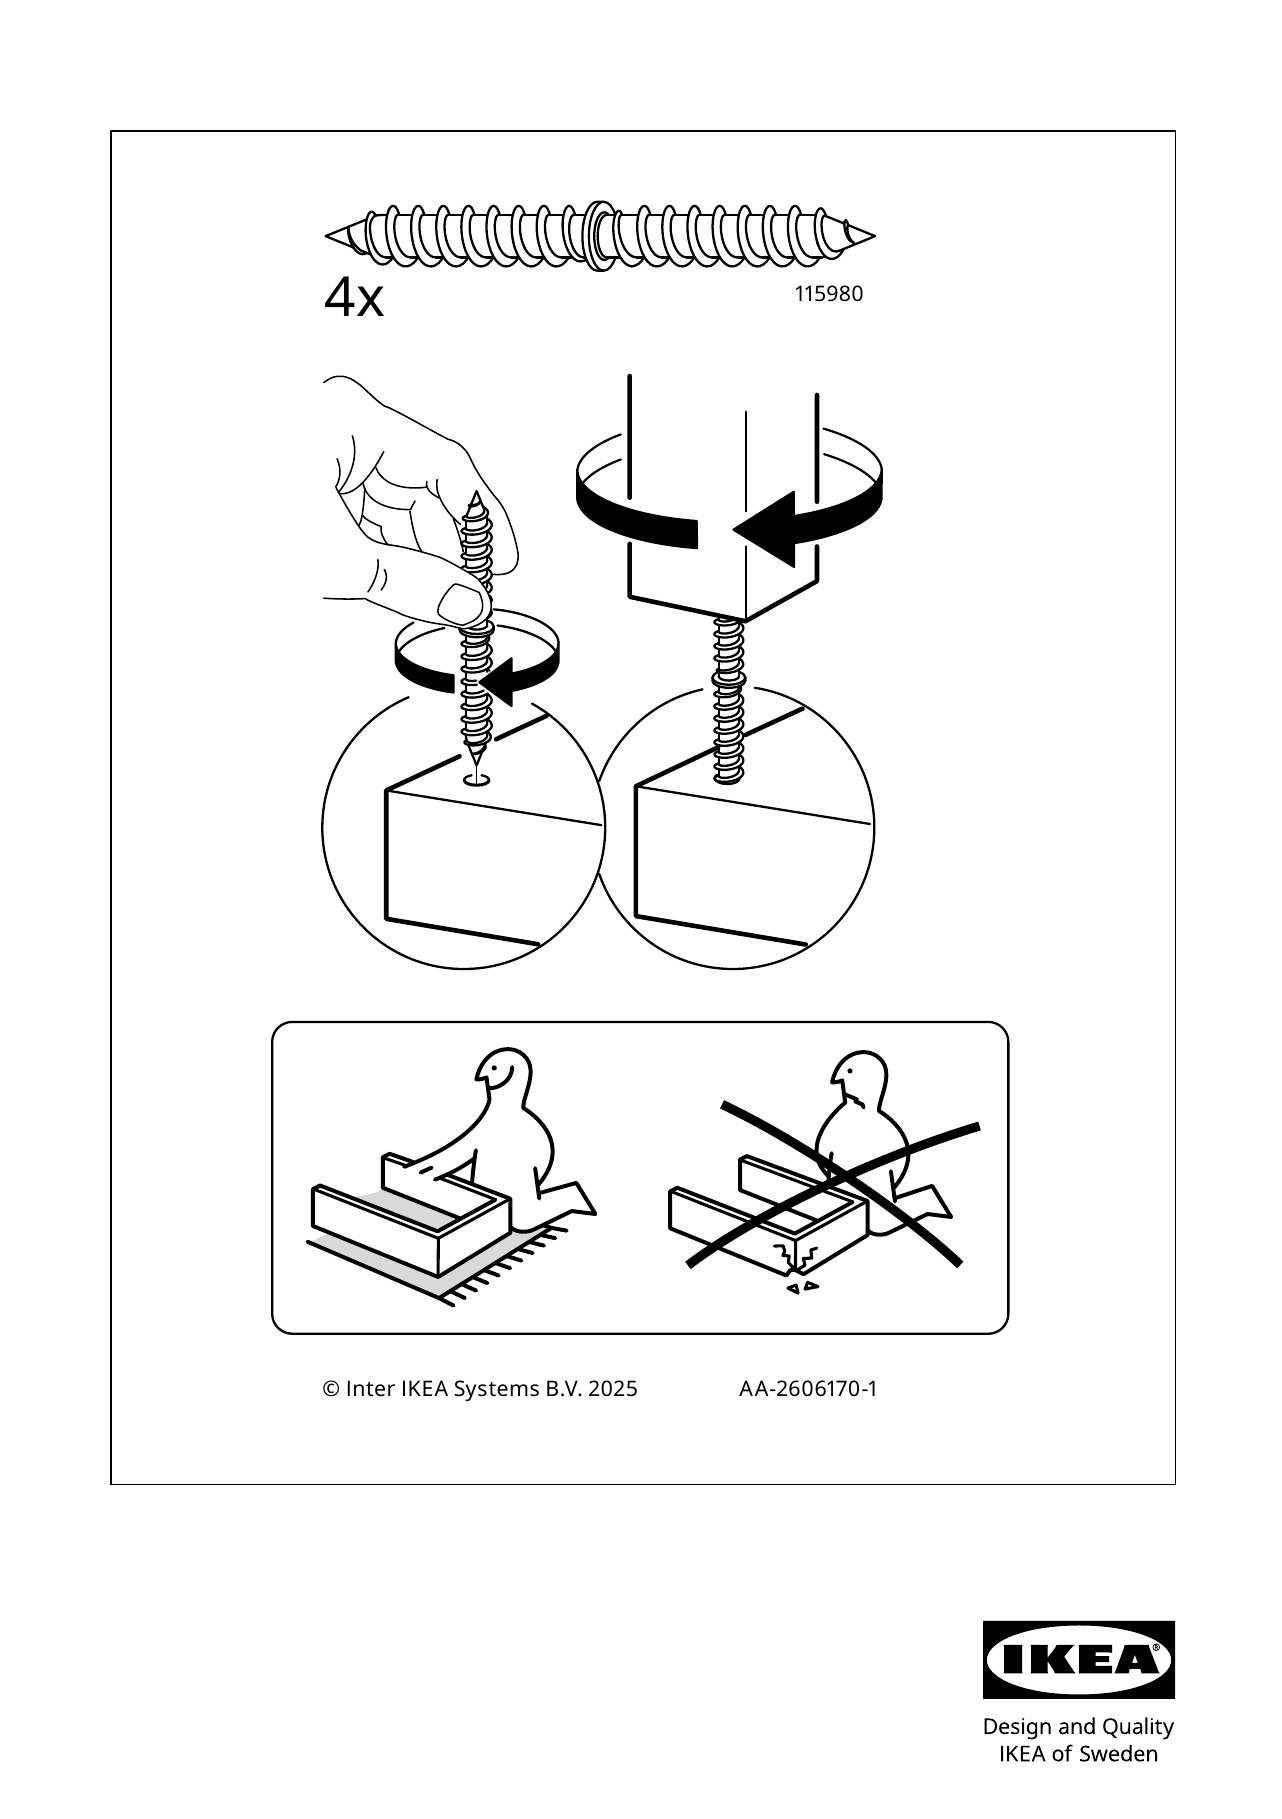 4x
115980
© Inter IKEA Systems B.V. 2025
AA-2606170-1
IKEA®
Design and Quality
IKEA of Sweden